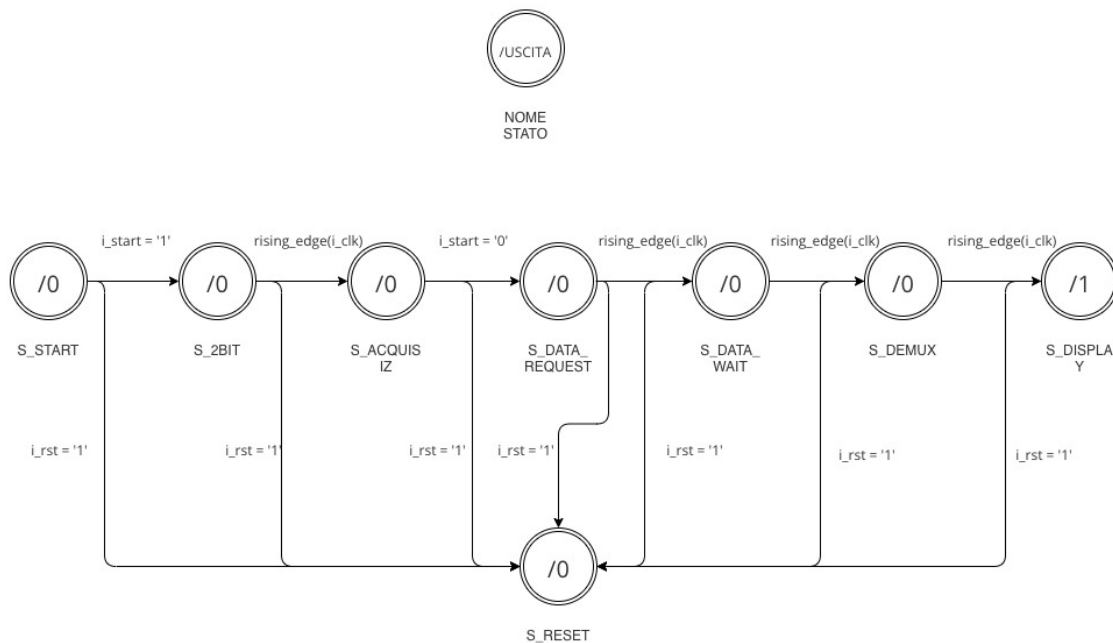 /USCITA
NOME
STATO
i_start = '1'
rising_edge(i_clk)
i_start = '0'
rising_edge(i_clk)
rising_edge(i_clk)
rising_edge(i_clk)
/0
/0
/0
/0
/0
/0
/1
S_START
S_2BIT
S_ACQUIS
IZ
S_DATA_
REQUEST
S_DATA_
WAIT
S_DEMUX
S_DISPLA
Y
i_rst = '1'
i_rst = '1'
i_rst = '1'
i_rst = '1'
i_rst = '1'
i_rst = '1'
i_rst = '1'
/0
S_RESET